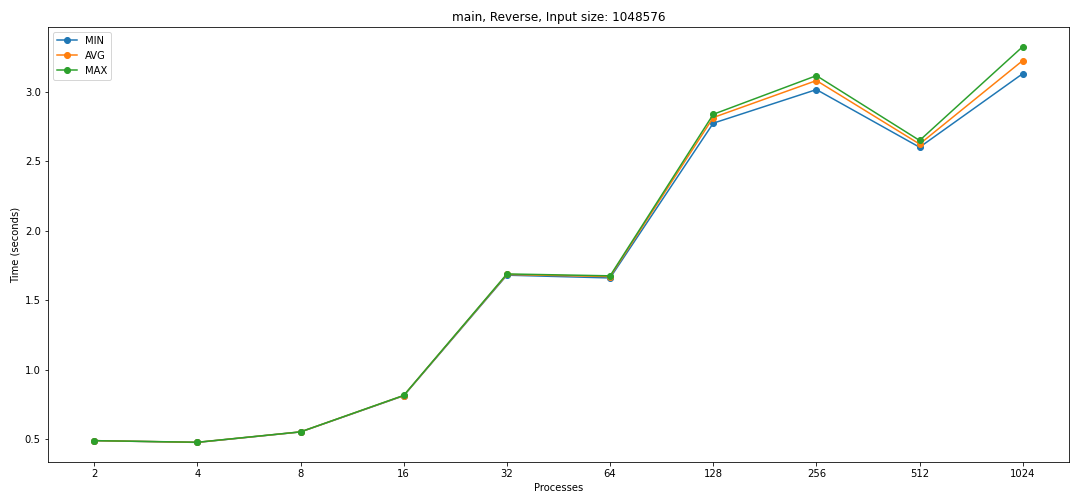 main, Reverse, Input size: 1048576
MIN
AVG
MAX
Time (seconds)
3.0
2.5
2.0
1.5
1.0
0.5
2 4 8 16 32 64 128 256 512 1024
Processes